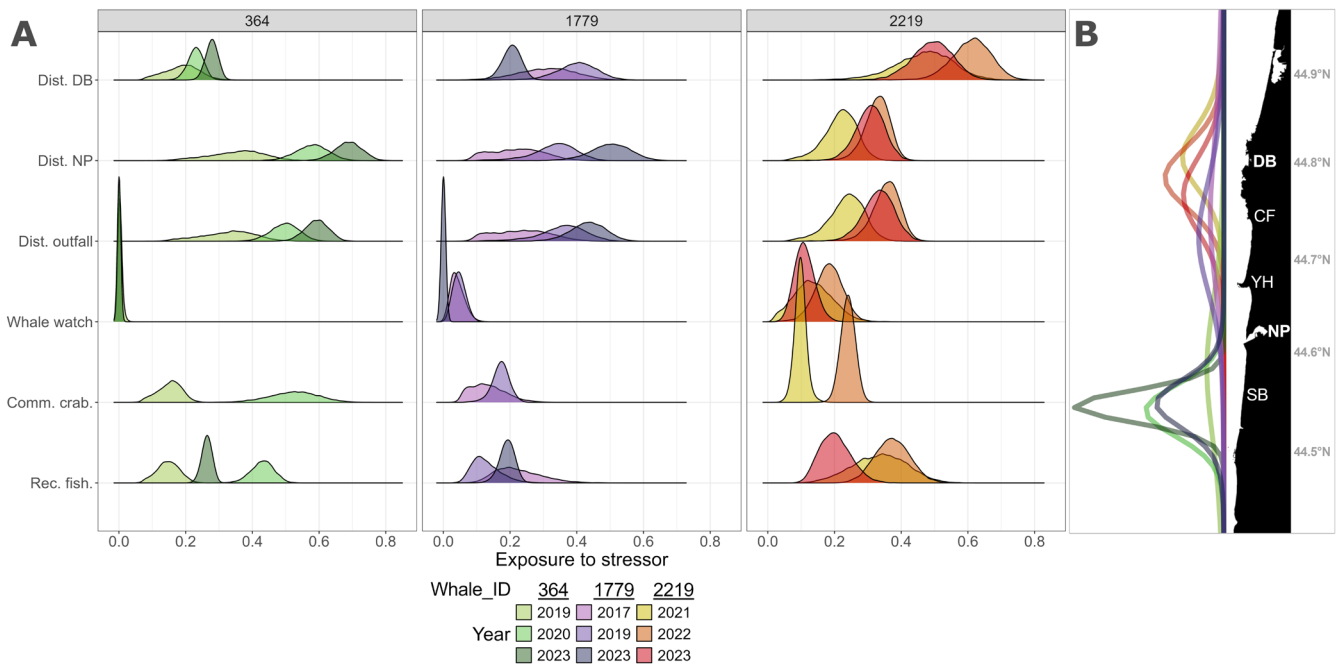 A
364 1779 2219
B
Dist. DB
Dist. NP
Dist. outfall
Whale watch
Comm. crab.
Rec. fish.
0.0 0.2 0.4 0.6 0.8 0.0 0.2 0.4 0.6 0.8 0.0 0.2 0.4 0.6 0.8
Exposure to stressor
Whale_ID 364 1779 2219
2019 2017 2021
Year 2020 2019 2022
2023 2023 2023
44.9°N
DB 44.8°N
CF
44.7°N
YH
NP
44.6°N
SB
44.5°N